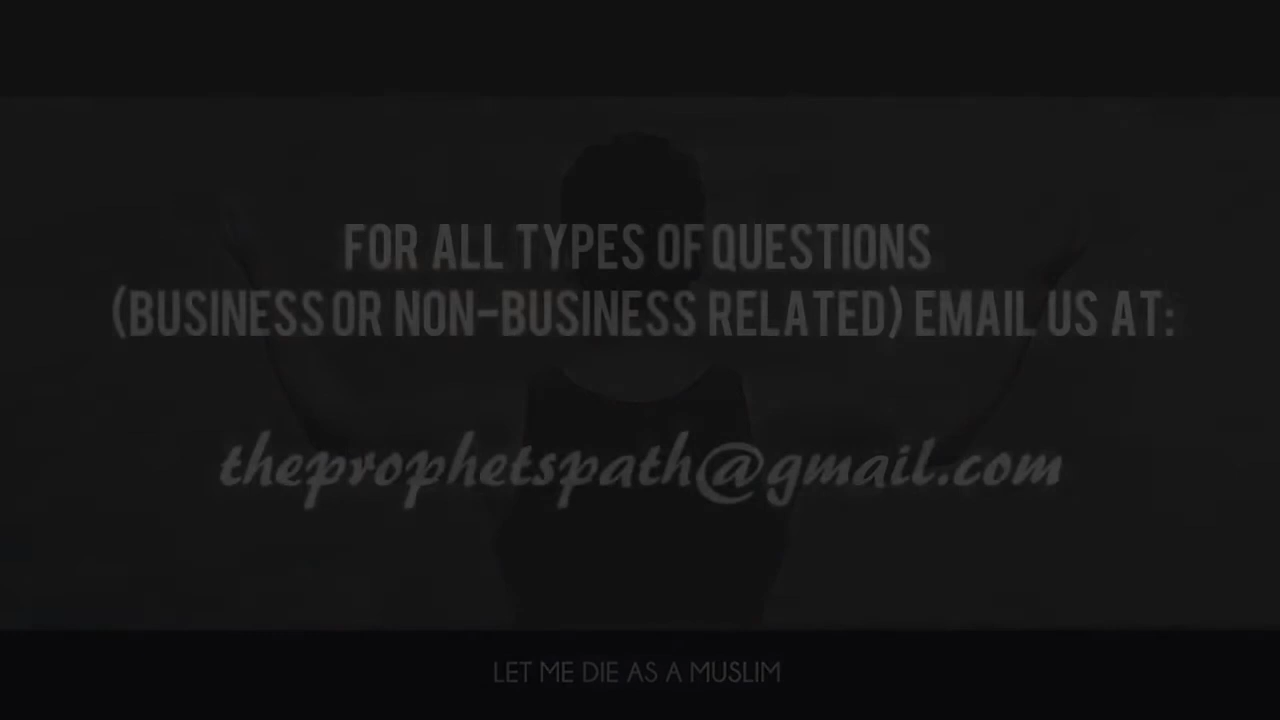 FOR ALL TYPES OF QUESTIONS
(BUSINESS OR NON-BUSINESS RELATED) EMAIL US AT:
theprophetspath@gmail.com
LET ME DIE AS A MUSLIM